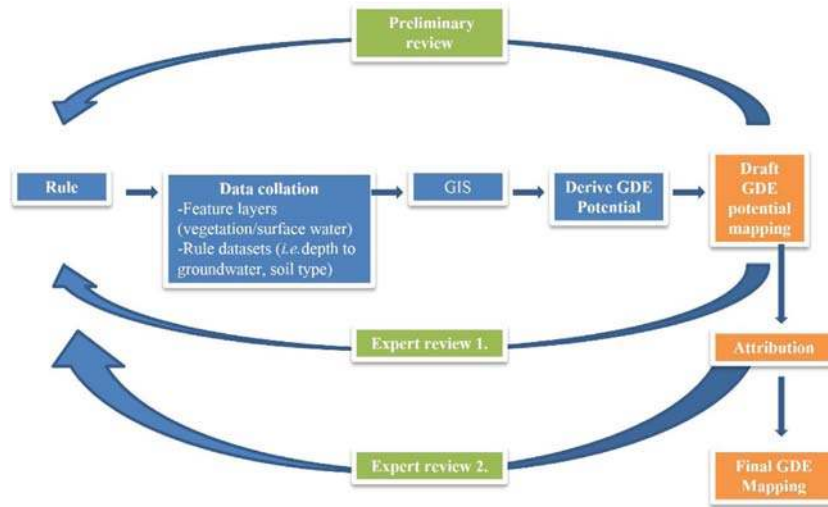 Preliminary
review
Rule
Data collation
-Feature layers
(vegetation/surface water)
-Rule datasets (i.e.depth to
groundwater, soil type)
GIS
Derive GDE
Potential
Draft
GDE
potential
mapping
Expert review 1.
Attribution
Expert review 2.
Final GDE
Mapping